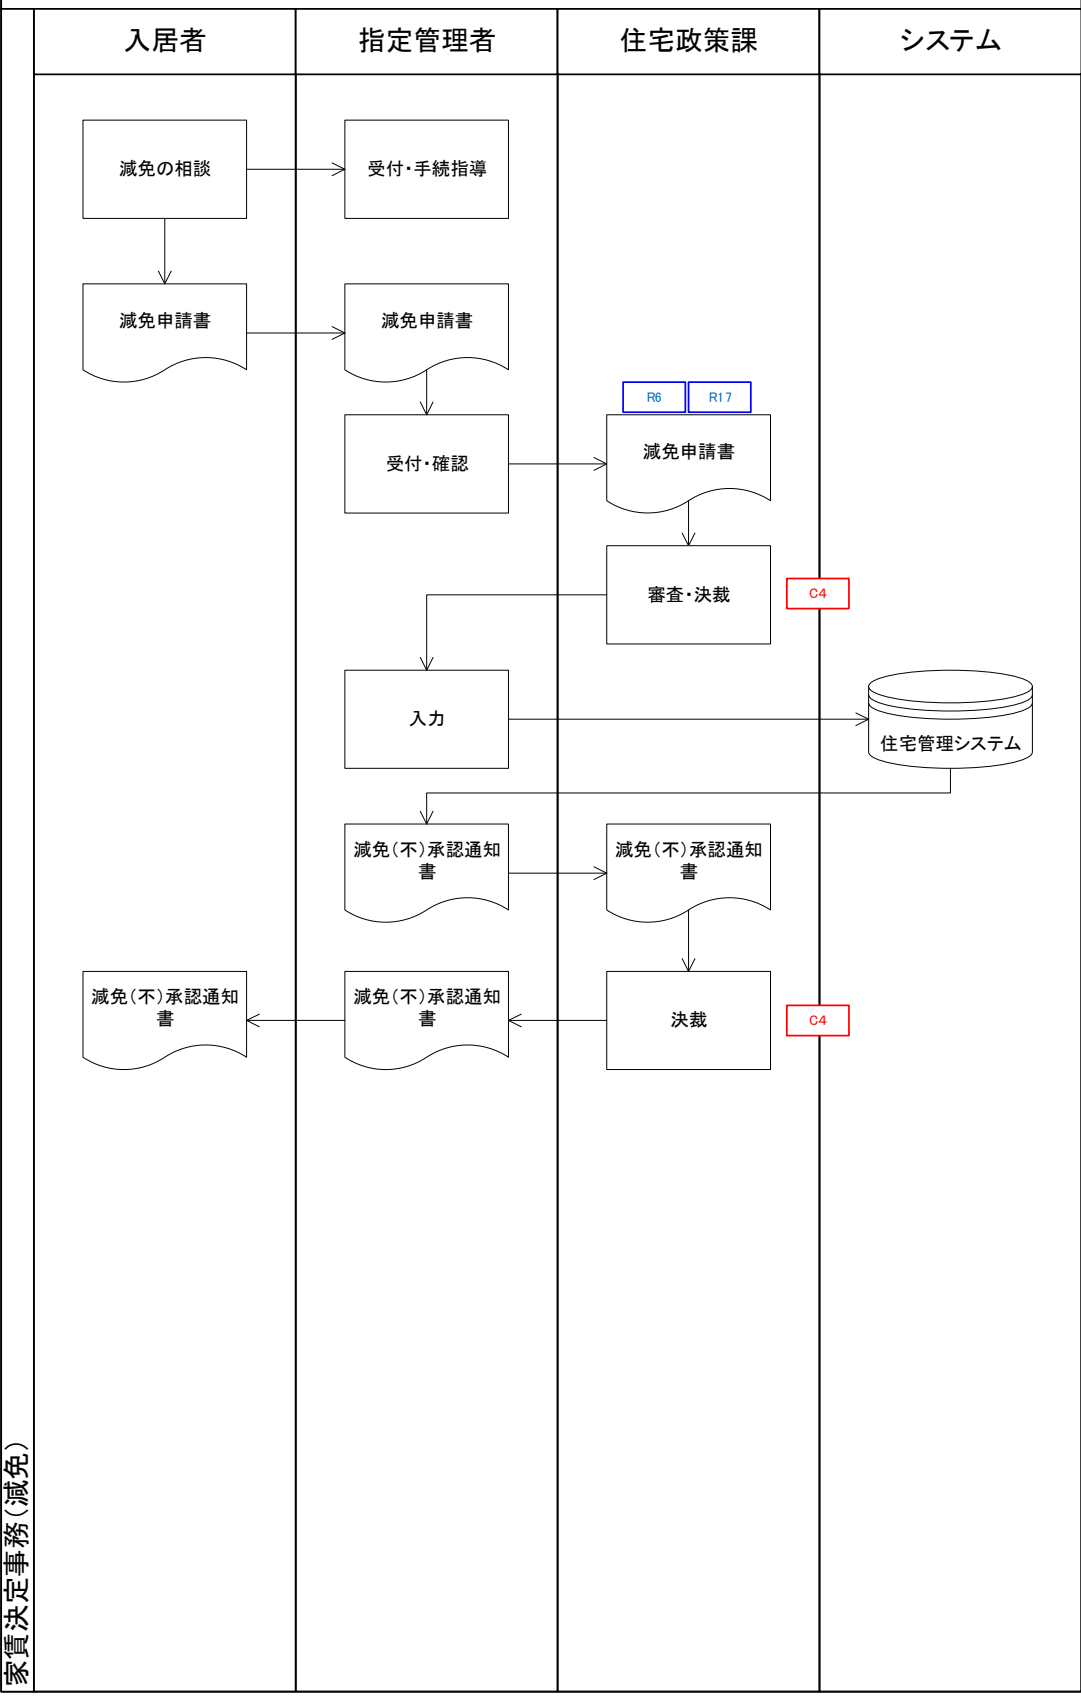 入居者
指定管理者
住宅政策課
システム
減免の相談
受付・手続指導
減免申請書
減免申請書
R6
R17
受付・確認
減免申請書
審査・決裁
C4
入力
住宅管理システム
減免(不)承認通知
書
減免(不)承認通知
書
減免(不)承認通知
書
減免(不)承認通知
書
決裁
C4
家賃決定事務(減免)